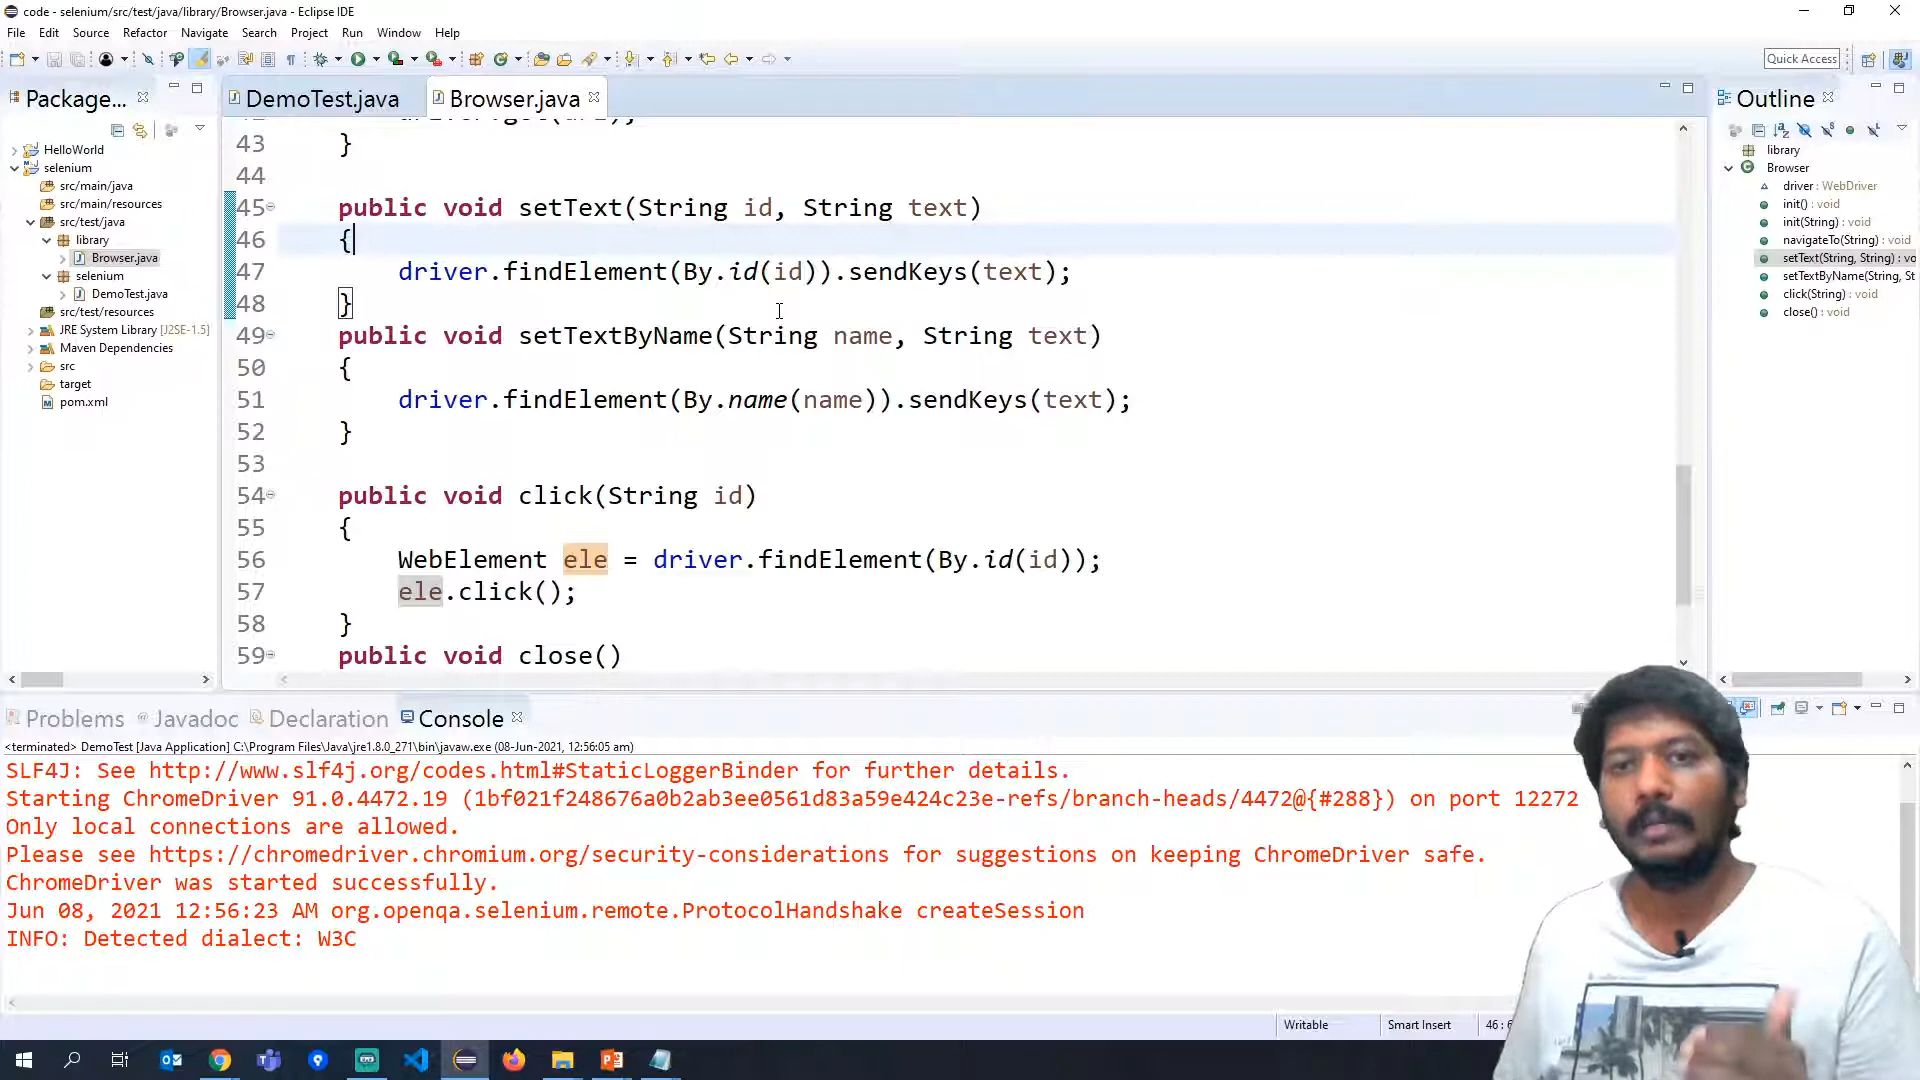 code - selenium/src/test/java/library/Browser.java - Eclipse IDE
File Edit Source Refactor Navigate Search Project Run Window Help
Quick Access
Package...
HelloWorld
selenium
src/main/java
src/main/resources
src/test/java
library
Browser.java
selenium
DemoTest.java
src/test/resources
JRE System Library [J2SE-1.5]
Maven Dependencies
src
target
pom.xml
DemoTest.java Browser.java
43 }
44
45 public void setText(String id, String text)
46 {
47 driver.findElement(By.id(id)).sendKeys(text);
48 }
49 public void setTextByName(String name, String text)
50 {
51 driver.findElement(By.name(name)).sendKeys(text);
52 }
53
54 public void click(String id)
55 {
56 WebElement ele = driver.findElement(By.id(id));
57 ele.click();
58 }
59 public void close()
Outline
library
Browser
driver : WebDriver
init() : void
init(String) : void
navigateTo(String) : void
setText(String, String) : vo
setTextByName(String, St
click(String) : void
close() : void
Problems @ Javadoc Declaration Console
<terminated> DemoTest [Java Application] C:\Program Files\Java\jre1.8.0_271\bin\javaw.exe (08-Jun-2021, 12:56:05 am)
SLF4J: See http://www.slf4j.org/codes.html#StaticLoggerBinder for further details.
Starting ChromeDriver 91.0.4472.19 (1bf021f248676a0b2ab3ee0561d83a59e424c23e-refs/branch-heads/4472@{#288}) on port 12272
Only local connections are allowed.
Please see https://chromedriver.chromium.org/security-considerations for suggestions on keeping ChromeDriver safe.
ChromeDriver was started successfully.
Jun 08, 2021 12:56:23 AM org.openqa.selenium.remote.ProtocolHandshake createSession
INFO: Detected dialect: W3C
Writable Smart Insert